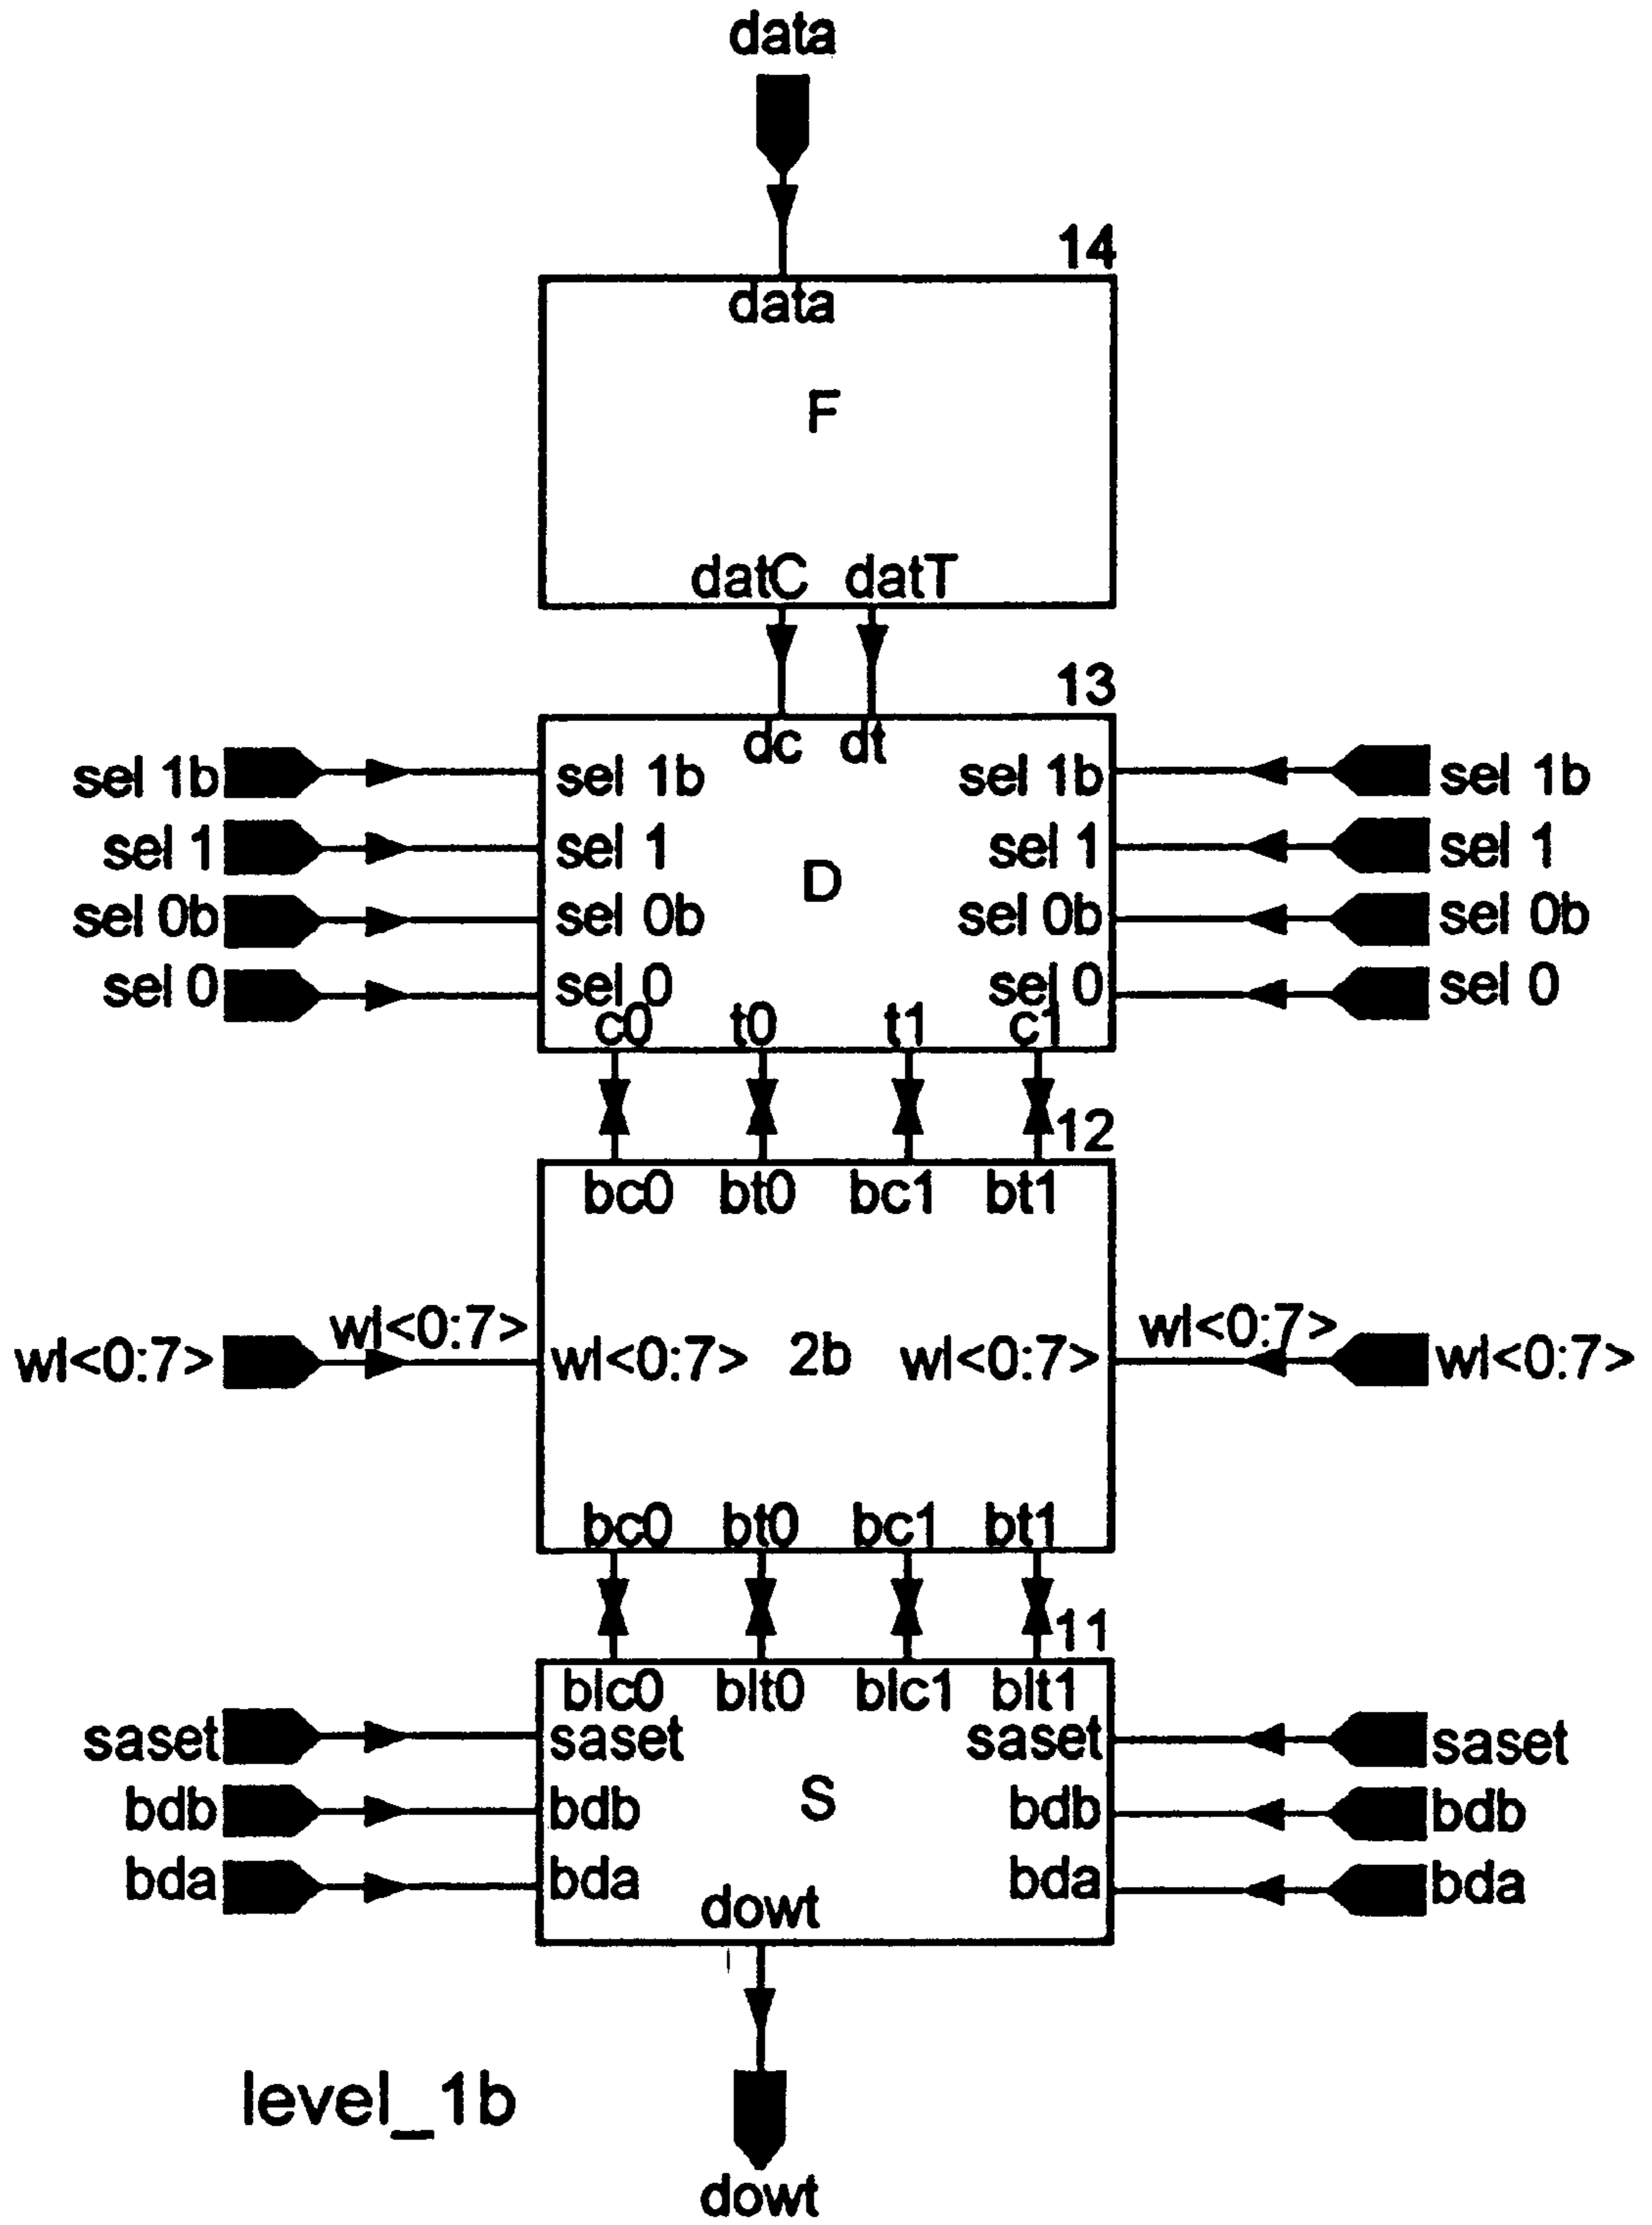 data
14
data
F
datC datT
13
dc dt
sel 1b sel 1b sel 1b sel 1b
sel 1 sel 1 sel 1 sel 1
D
sel 0b sel 0b sel 0b sel 0b
sel 0 sel 0 sel 0 sel 0
c0 t0 t1 c1
12
bc0 bt0 bc1 bt1
wl<0:7> wl<0:7>
wl<0:7> wl<0:7> 2b wl<0:7> wl<0:7>
bc0 bt0 bc1 bt1
11
blc0 blt0 blc1 blt1
saset saset saset saset
S
bdb bdb bdb bdb
bda bda bda bda
dowt
level_1b
dowt